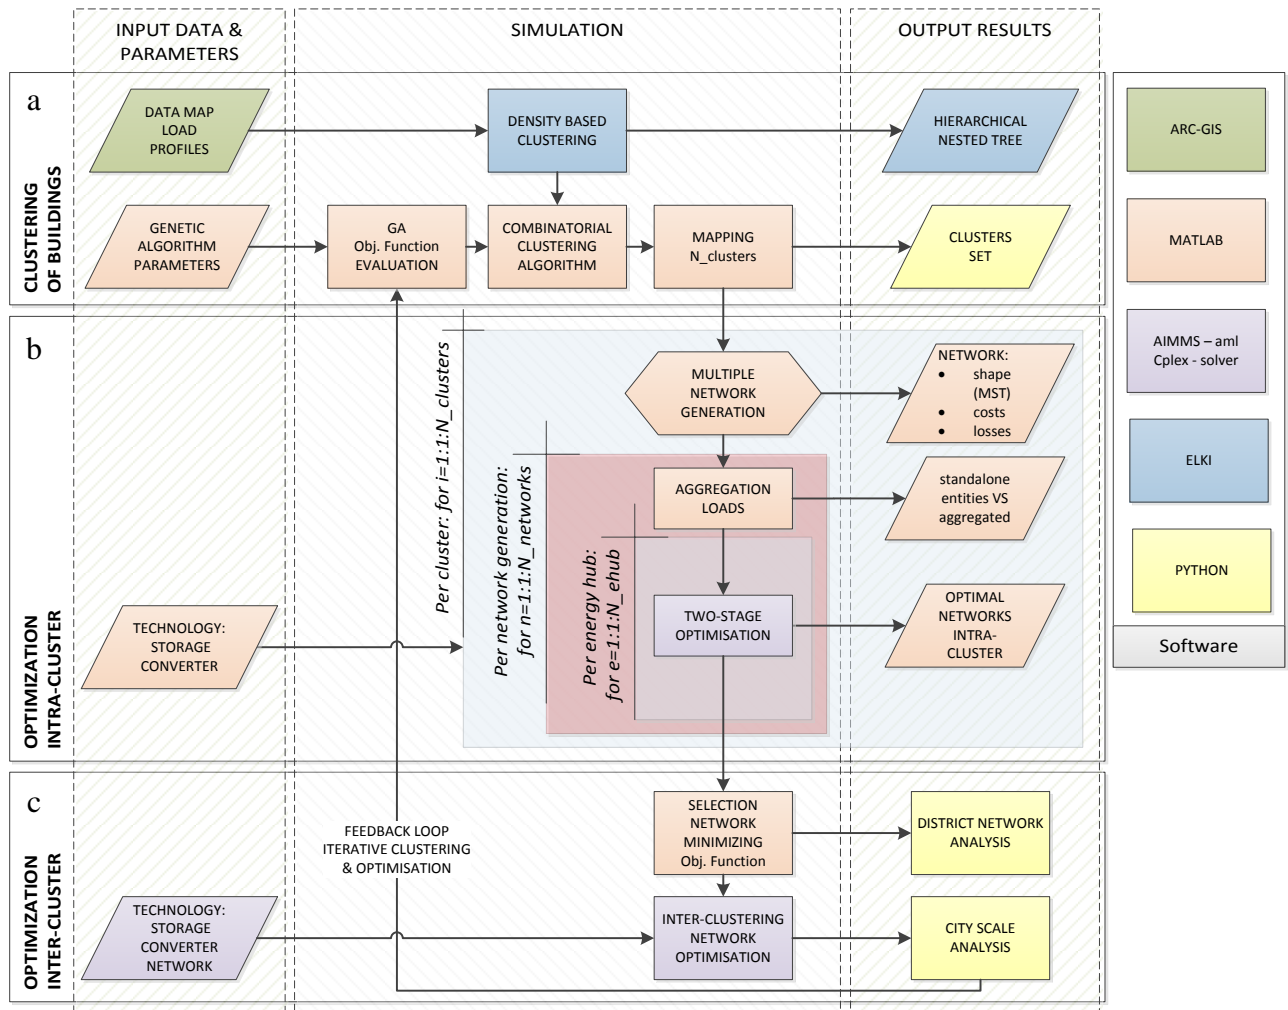 INPUT DATA &
PARAMETERS
SIMULATION
OUTPUT RESULTS
a
CLUSTERING
OF BUILDINGS
DATA MAP
LOAD
PROFILES
DENSITY BASED
CLUSTERING
HIERARCHICAL
NESTED TREE
GENETIC
ALGORITHM
PARAMETERS
GA
Obj. Function
EVALUATION
COMBINATORIAL
CLUSTERING
ALGORITHM
MAPPING
N_clusters
CLUSTERS
SET
b
OPTIMIZATION
INTRA-CLUSTER
Per cluster: for i=1:1:N_clusters
MULTIPLE
NETWORK
GENERATION
NETWORK:
• shape
(MST)
• costs
• losses
Per network generation:
for n=1:1:N_networks
AGGREGATION
LOADS
standalone
entities VS
aggregated
Per energy hub:
for e=1:1:N_ehub
TECHNOLOGY:
STORAGE
CONVERTER
TWO-STAGE
OPTIMISATION
OPTIMAL
NETWORKS
INTRA-
CLUSTER
c
OPTIMIZATION
INTER-CLUSTER
FEEDBACK LOOP
ITERATIVE CLUSTERING
& OPTIMISATION
SELECTION
NETWORK
MINIMIZING
Obj. Function
DISTRICT NETWORK
ANALYSIS
TECHNOLOGY:
STORAGE
CONVERTER
NETWORK
INTER-CLUSTERING
NETWORK
OPTIMISATION
CITY SCALE
ANALYSIS
ARC-GIS
MATLAB
AIMMS – aml
Cplex - solver
ELKI
PYTHON
Software